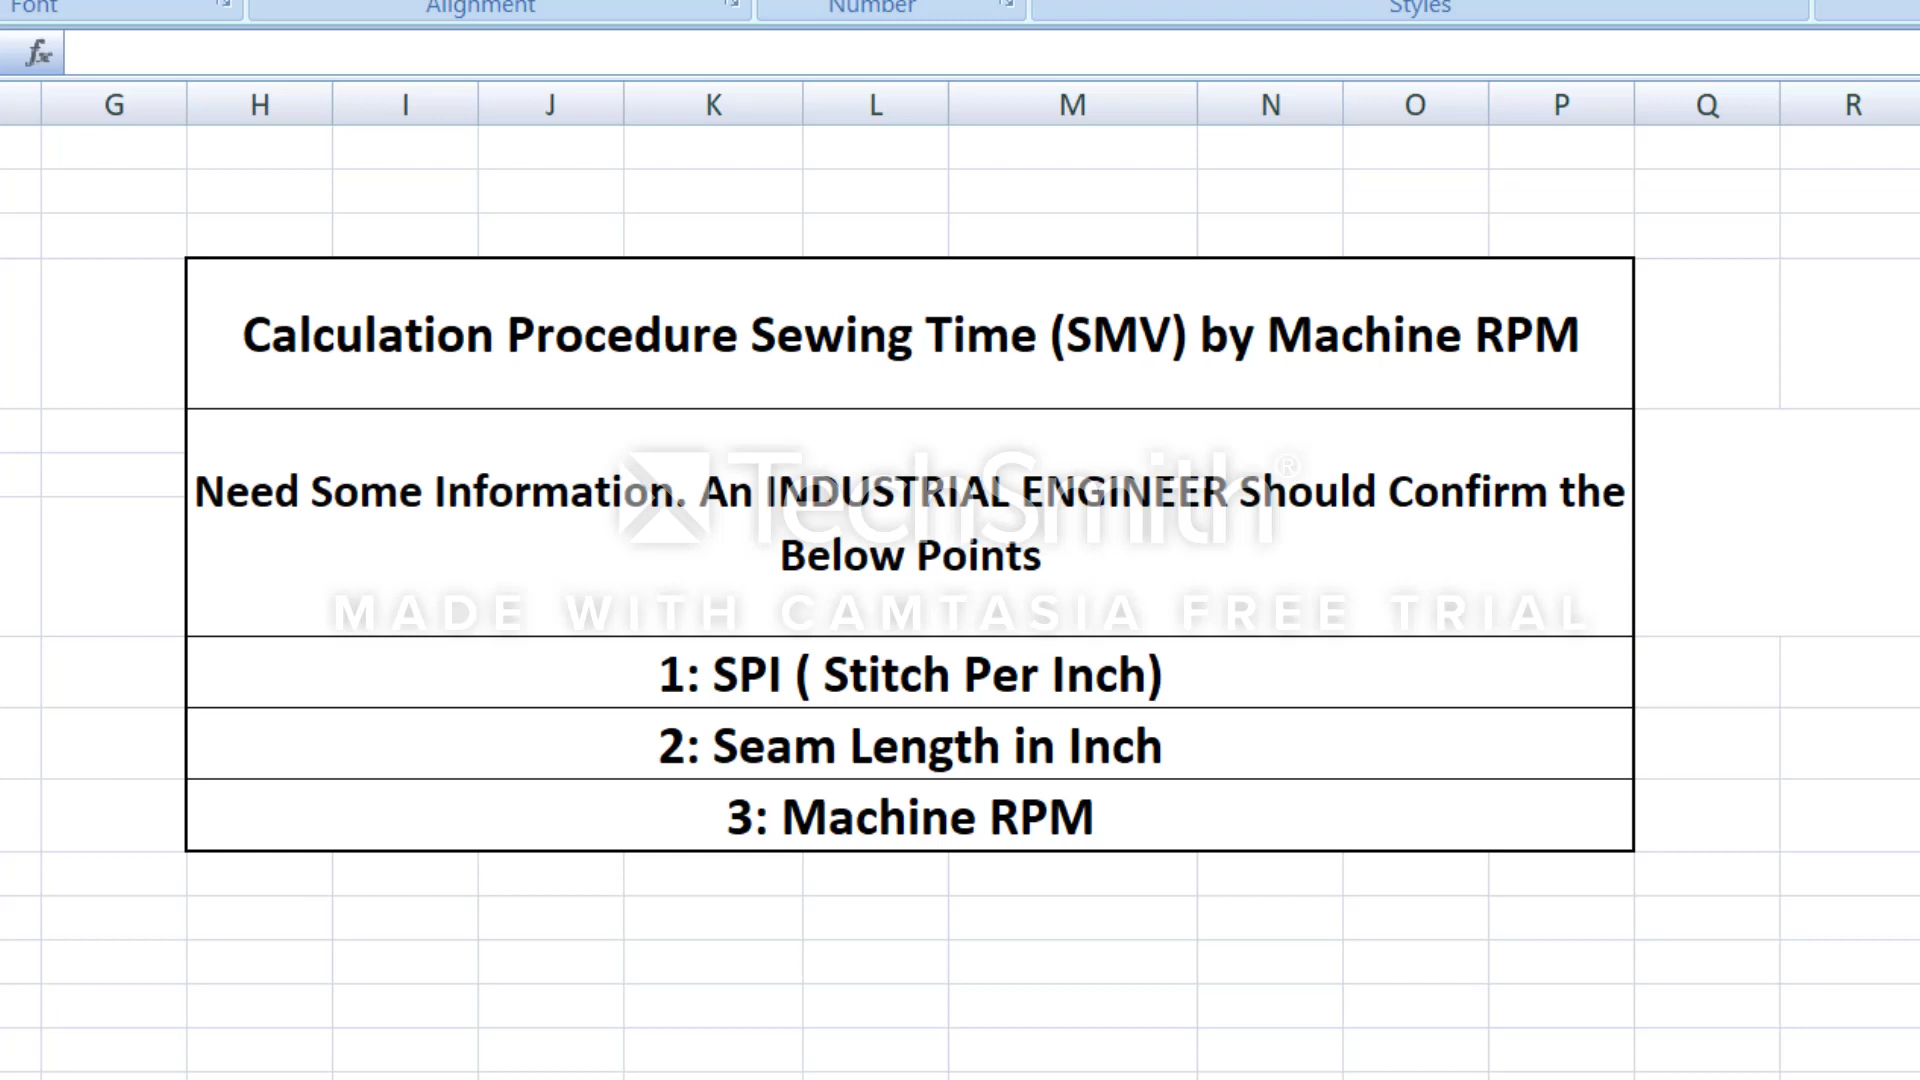 Font Alignment Number Styles
fx
G H I J K L M N O P Q R
Calculation Procedure Sewing Time (SMV) by Machine RPM
Need Some Information. An INDUSTRIAL ENGINEER Should Confirm the
Below Points
TechSmith®
MADE WITH CAMTASIA FREE TRIAL
1: SPI ( Stitch Per Inch)
2: Seam Length in Inch
3: Machine RPM